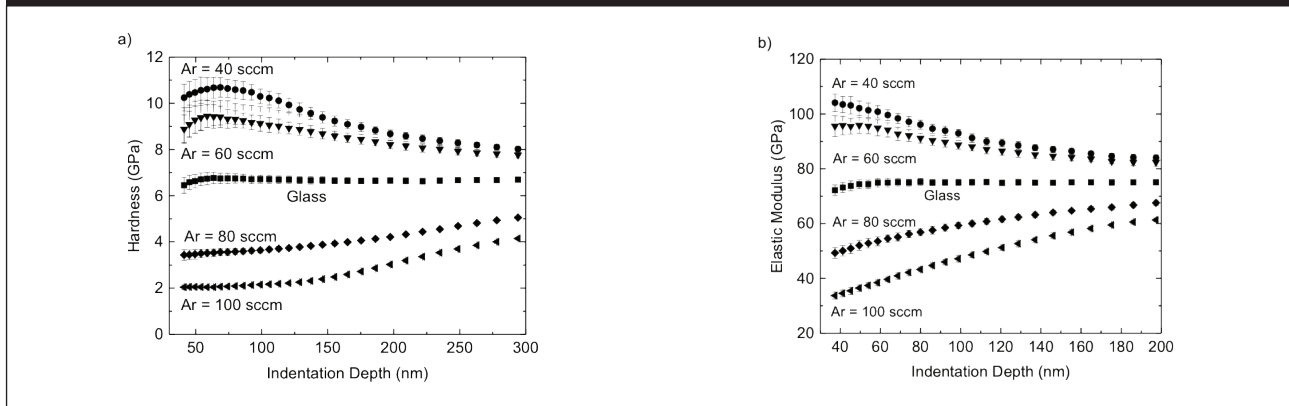 a)
12
10
8
6
4
2
0
Hardness (GPa)
Ar = 40 sccm
Ar = 60 sccm
Glass
Ar = 80 sccm
Ar = 100 sccm
50 100 150 200 250 300
Indentation Depth (nm)
b)
120
100
80
60
40
20
Elastic Modulus (GPa)
Ar = 40 sccm
Ar = 60 sccm
Glass
Ar = 80 sccm
Ar = 100 sccm
40 60 80 100 120 140 160 180 200
Indentation Depth (nm)